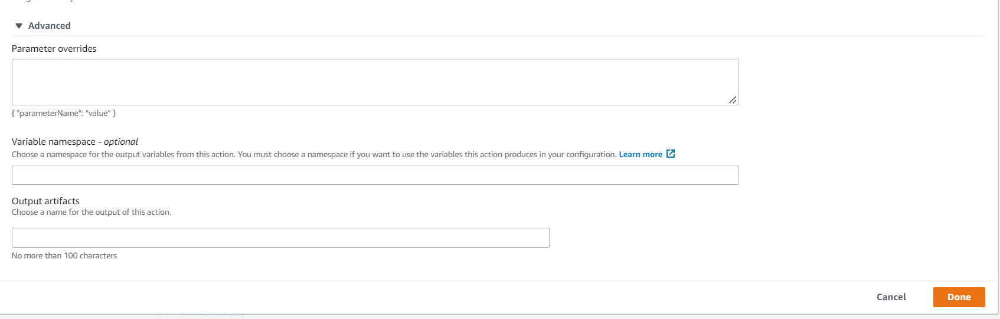 Advanced
Parameter overrides
{ "parameterName": "value" }
Variable namespace - optional
Choose a namespace for the output variables from this action. You must choose a namespace if you want to use the variables this action produces in your configuration. Learn more
Output artifacts
Choose a name for the output of this action.
No more than 100 characters
Cancel
Done